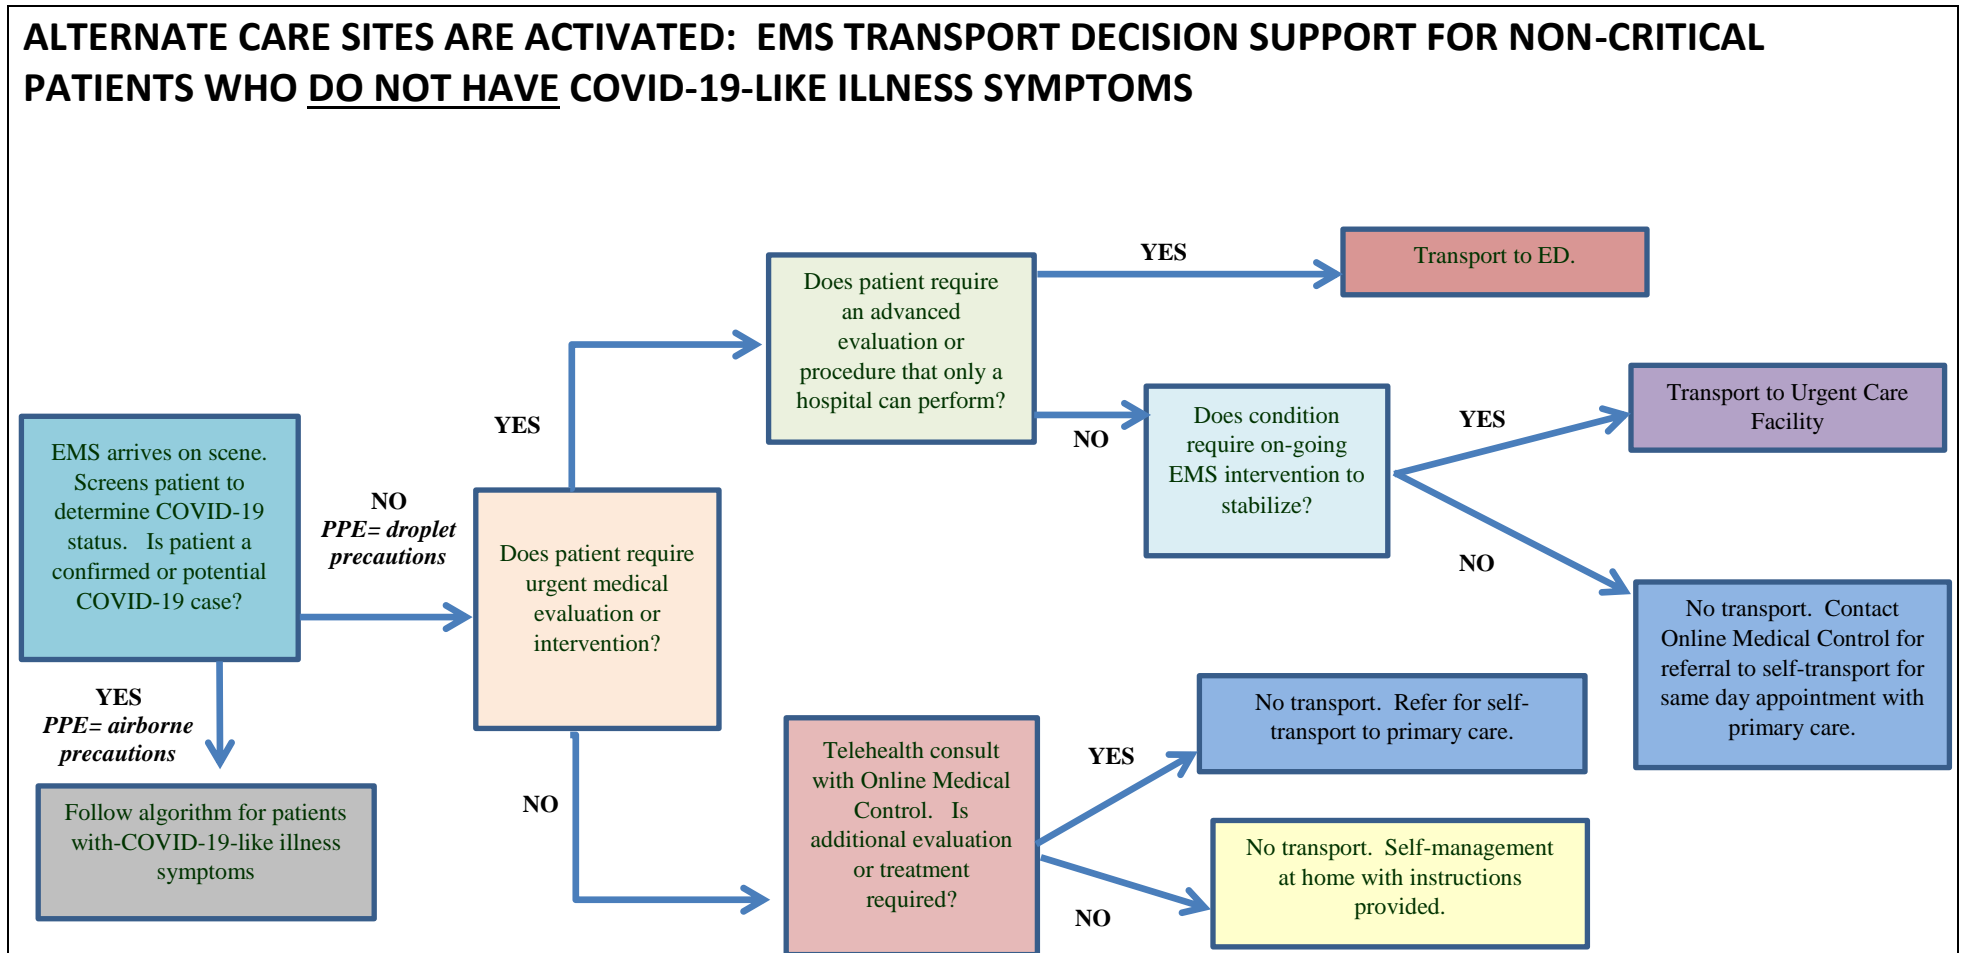 ALTERNATE CARE SITES ARE ACTIVATED: EMS TRANSPORT DECISION SUPPORT FOR NON-CRITICAL
PATIENTS WHO DO NOT HAVE COVID-19-LIKE ILLNESS SYMPTOMS
EMS arrives on scene.
Screens patient to
determine COVID-19
status. Is patient a
confirmed or potential
COVID-19 case?
NO
PPE= droplet
precautions
YES
PPE= airborne
precautions
Follow algorithm for patients
with-COVID-19-like illness
symptoms
Does patient require
urgent medical
evaluation or
intervention?
YES
Does patient require
an advanced
evaluation or
procedure that only a
hospital can perform?
YES
Transport to ED.
NO
Does condition
require on-going
EMS intervention to
stabilize?
YES
Transport to Urgent Care
Facility
NO
No transport. Contact
Online Medical Control for
referral to self-transport for
same day appointment with
primary care.
NO
Telehealth consult
with Online Medical
Control. Is
additional evaluation
or treatment
required?
YES
No transport. Refer for self-
transport to primary care.
NO
No transport. Self-management
at home with instructions
provided.